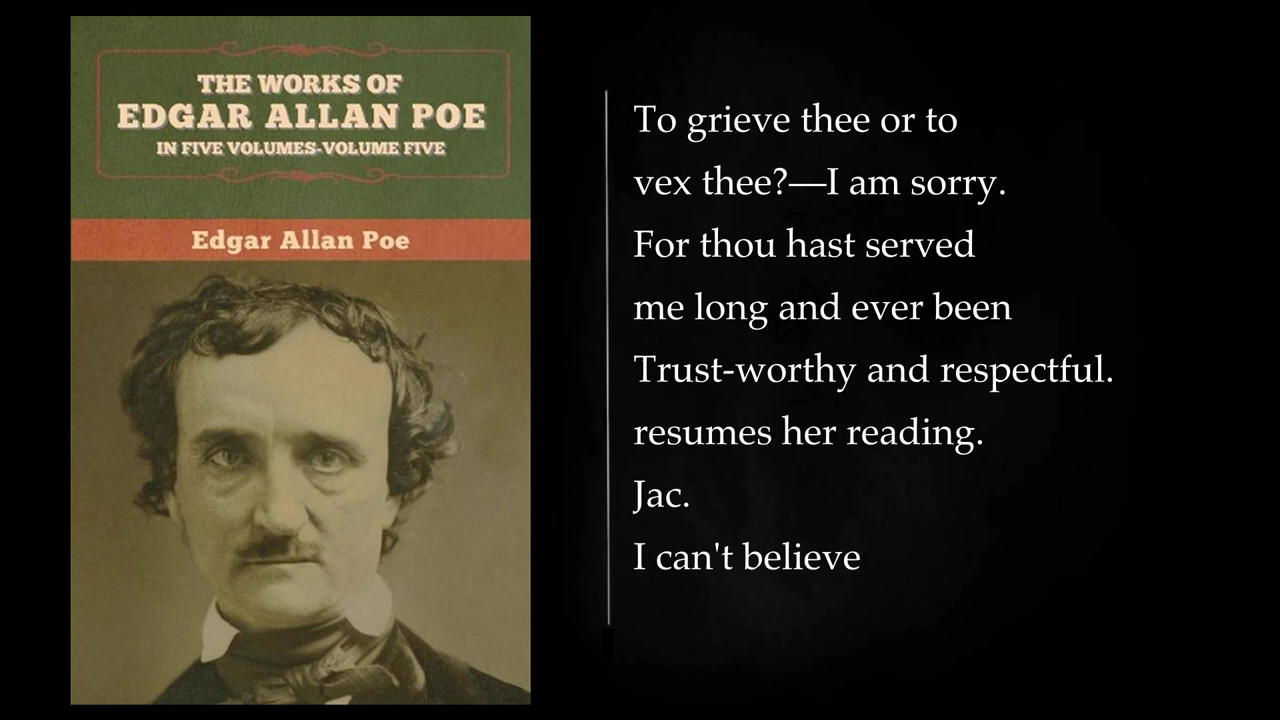 THE WORKS OF
EDGAR ALLAN POE
IN FIVE VOLUMES-VOLUME FIVE
Edgar Allan Poe
To grieve thee or to
vex thee?—I am sorry.
For thou hast served
me long and ever been
Trust-worthy and respectful.
resumes her reading.
Jac.
I can't believe